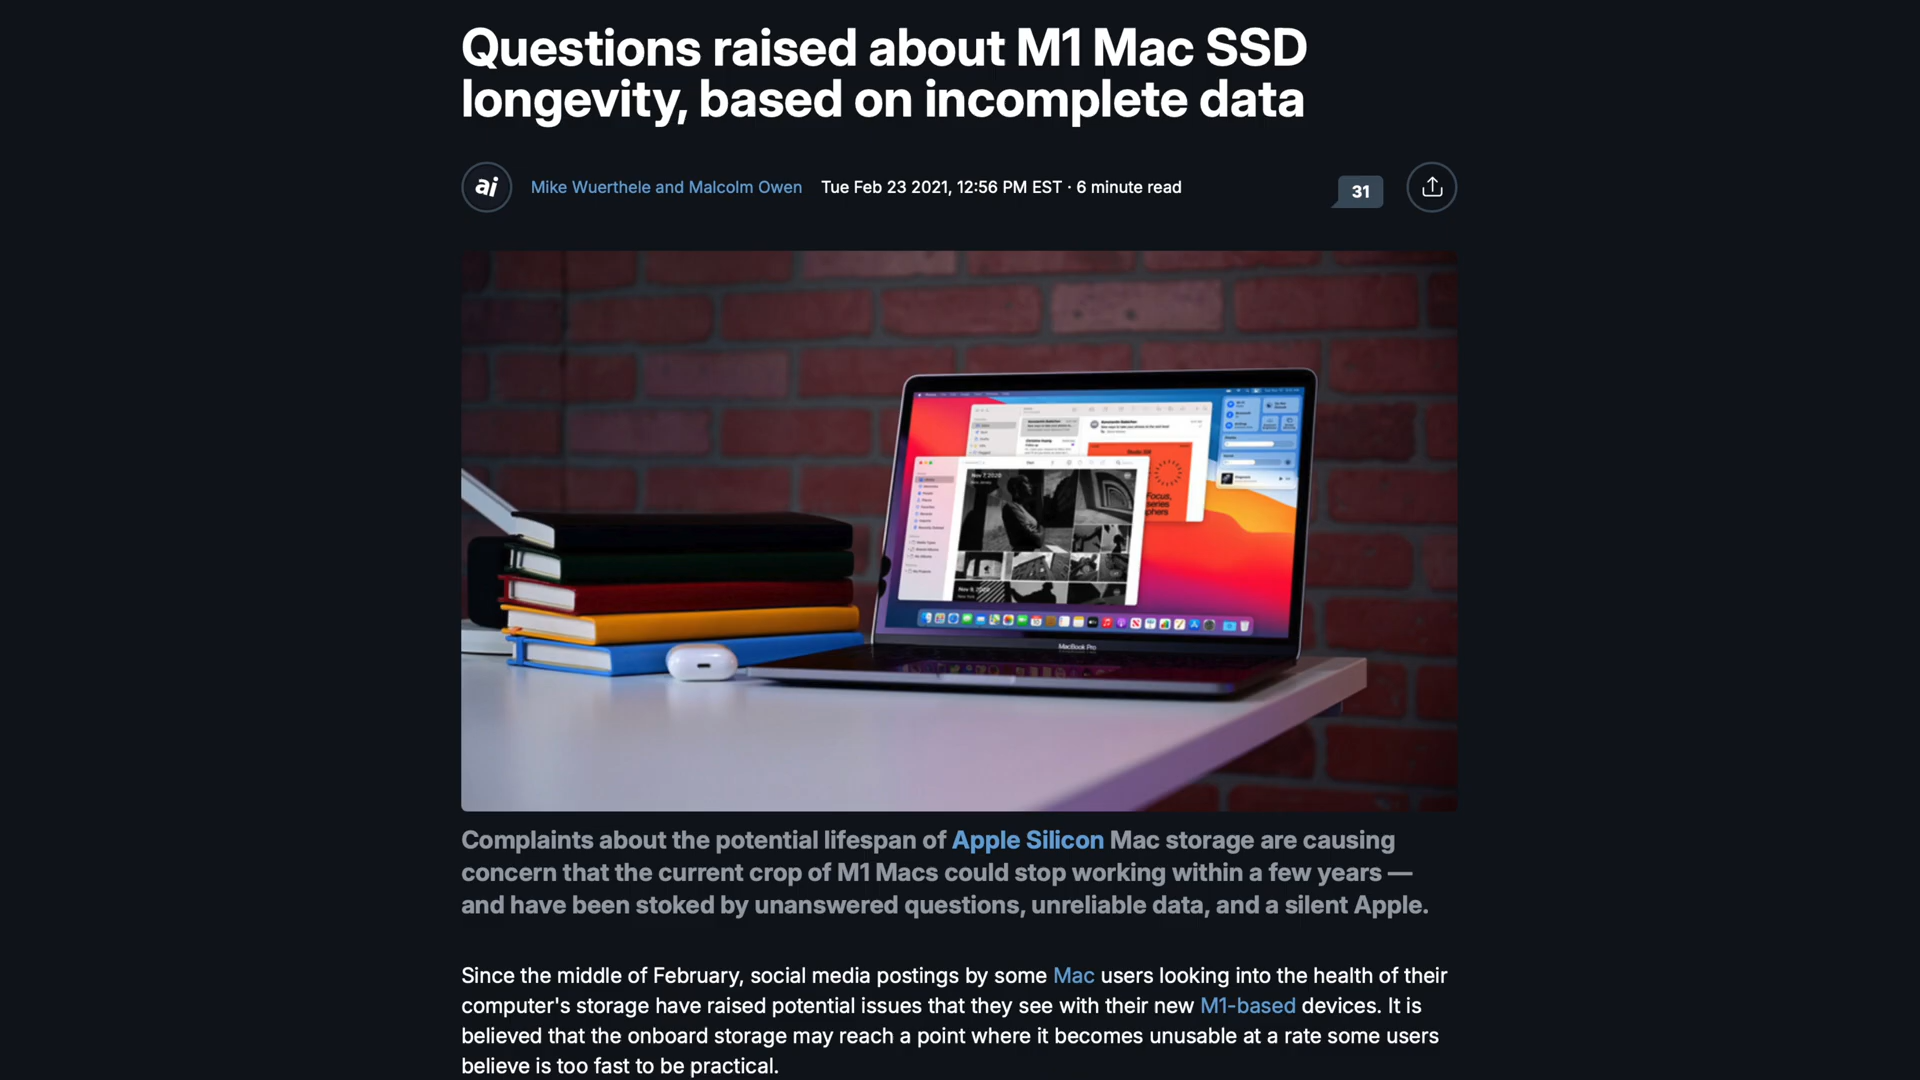 Questions raised about M1 Mac SSD
longevity, based on incomplete data
ai
Mike Wuerthele and Malcolm Owen
Tue Feb 23 2021, 12:56 PM EST · 6 minute read
31
Nov 7, 2020
Focus,
MacBook Pro
Complaints about the potential lifespan of Apple Silicon Mac storage are causing
concern that the current crop of M1 Macs could stop working within a few years —
and have been stoked by unanswered questions, unreliable data, and a silent Apple.
Since the middle of February, social media postings by some Mac users looking into the health of their
computer's storage have raised potential issues that they see with their new M1-based devices. It is
believed that the onboard storage may reach a point where it becomes unusable at a rate some users
believe is too fast to be practical.